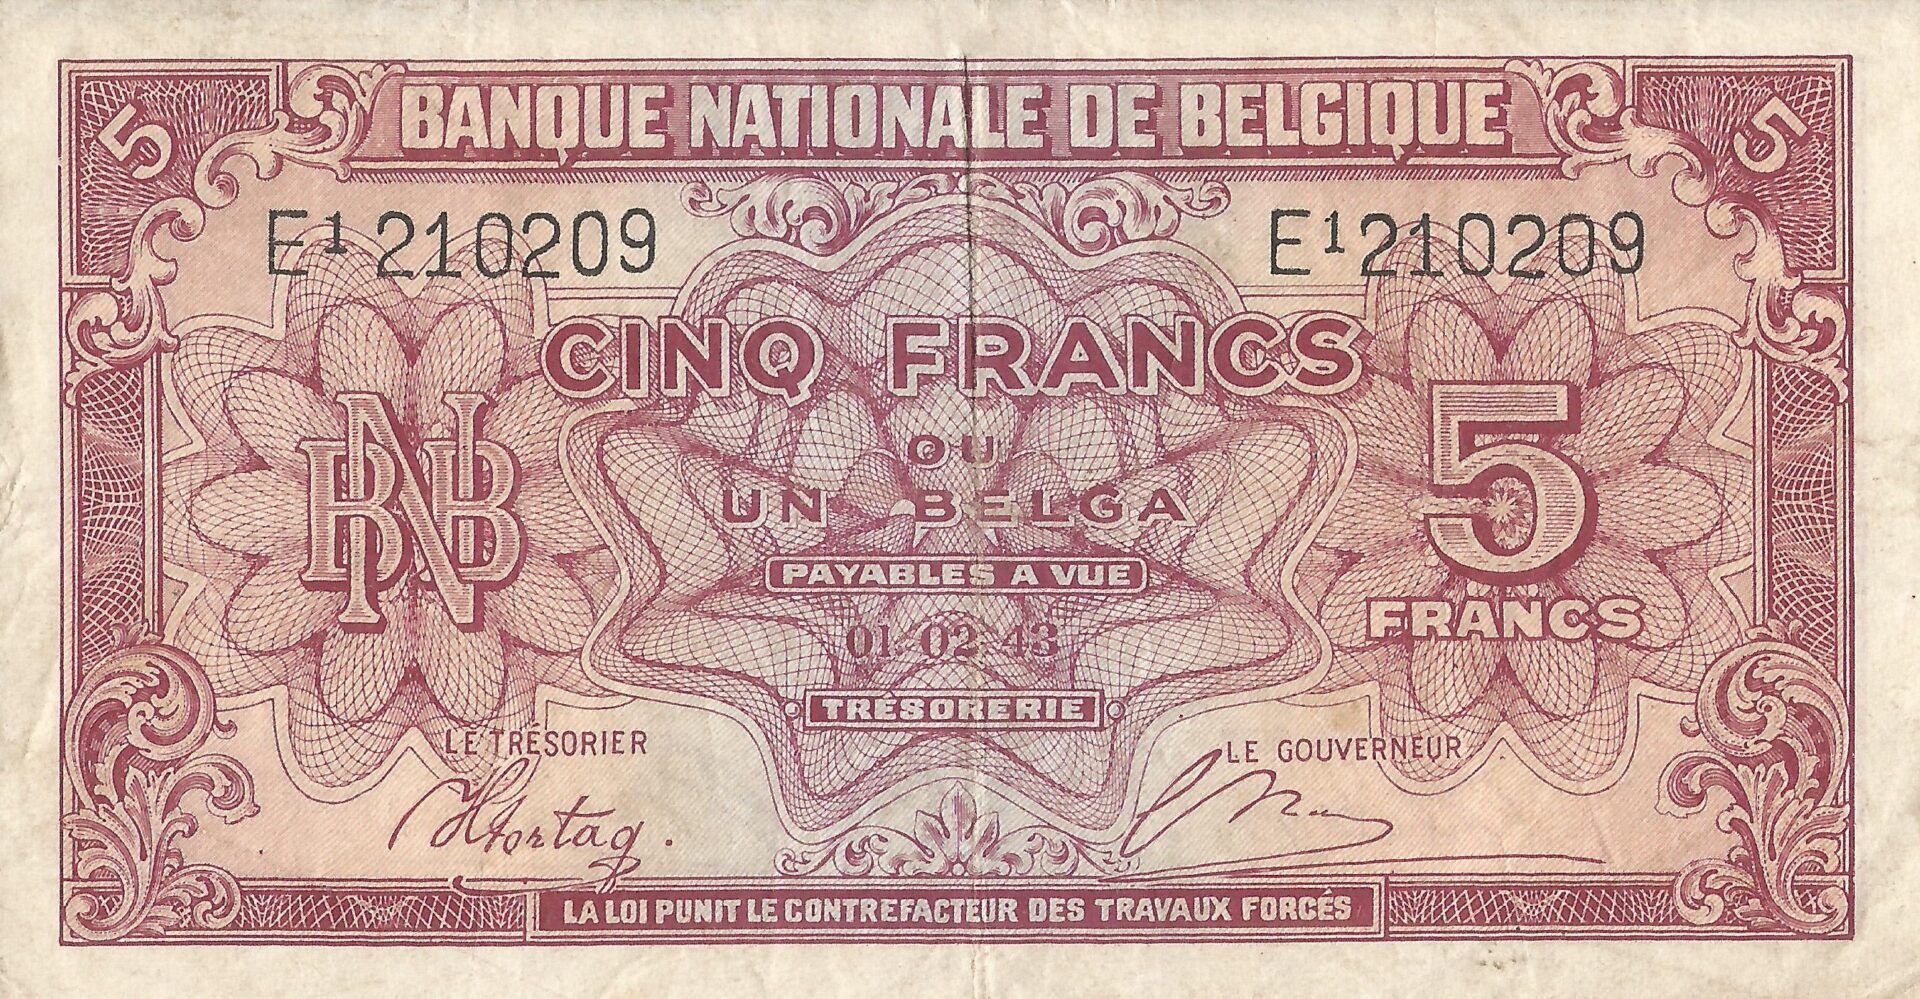 5 BANQUE NATIONALE DE BELGIQUE 5
E1 210209 E1 210209
CINQ FRANCS
OU
UN BELGA
BNB
5
FRANCS
PAYABLES A VUE
01-02-43
TRÉSORERIE
LE TRÉSORIER LE GOUVERNEUR
LA LOI PUNIT LE CONTREFACTEUR DES TRAVAUX FORCÉS